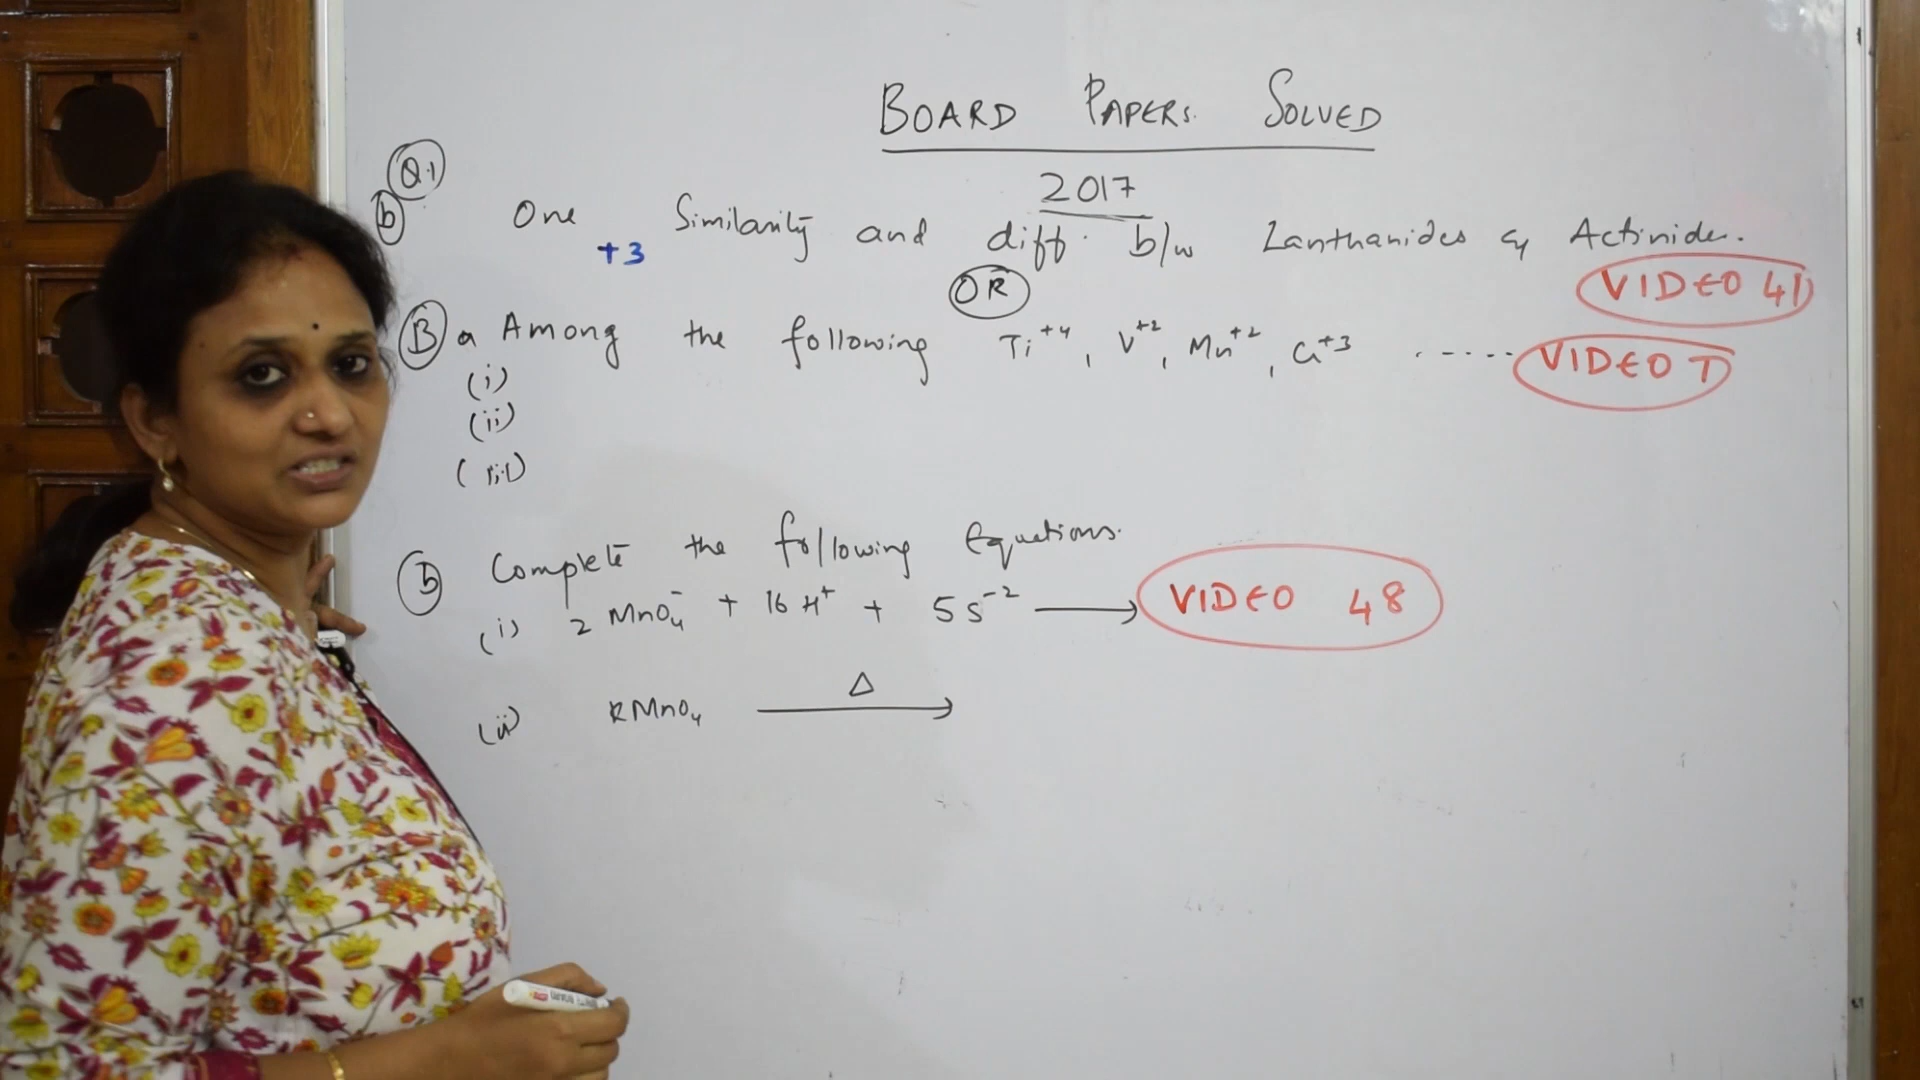 BOARD PAPERS SOLVED
2017
Q.1
b One Similarity and diff. b/w Lanthanides & Actinides.
+3
VIDEO 41
OR
B a Among the following Ti+4, V+2, Mn+2, Cr+3 ----- VIDEO T
(i)
(ii)
(iii)
b Complete the following Equations.
(i) 2 MnO4- + 16 H+ + 5 S-2 → VIDEO 48
(ii) KMnO4 Δ →